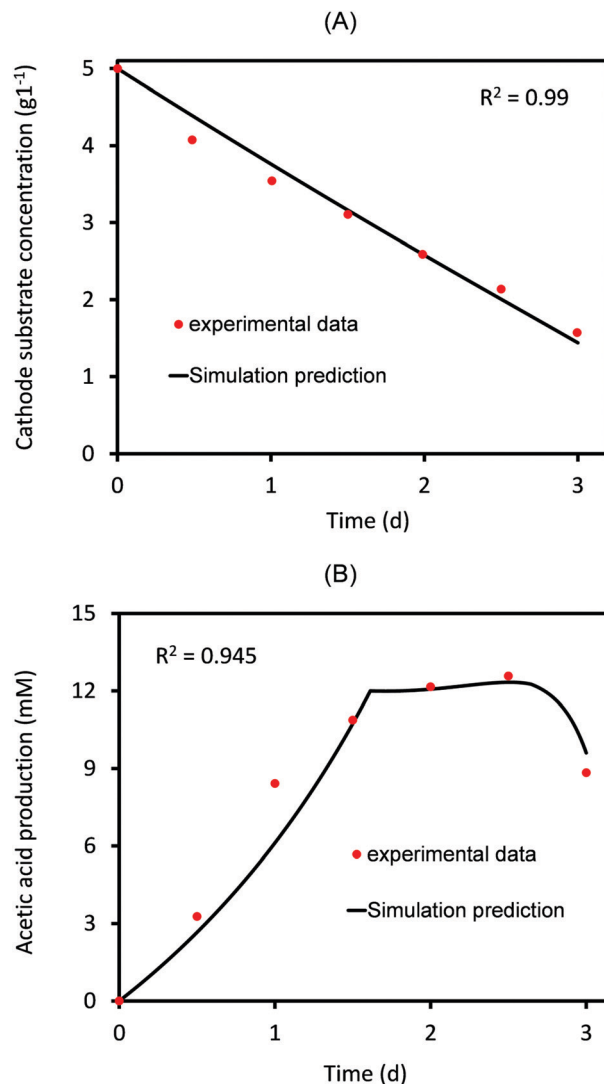 (A)
Cathode substrate concentration (g1⁻¹)
5
4
3
2
1
0
R² = 0.99
experimental data
Simulation prediction
0 1 2 3
Time (d)
(B)
Acetic acid production (mM)
15
12
9
6
3
0
R² = 0.945
experimental data
Simulation prediction
0 1 2 3
Time (d)